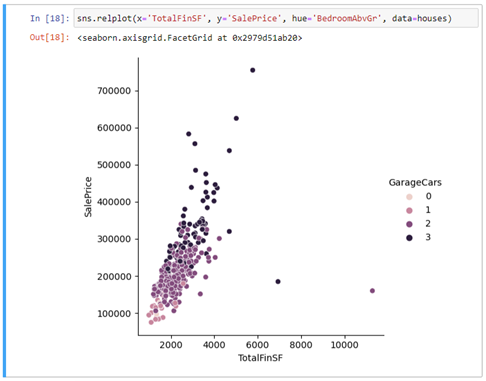 In [18]: sns.relplot(x='TotalFinSF', y='SalePrice', hue='BedroomAbvGr', data=houses)
Out[18]: <seaborn.axisgrid.FacetGrid at 0x2979d51ab20>
700000
600000
500000
400000
300000
200000
100000
SalePrice
GarageCars
0
1
2
3
2000 4000 6000 8000 10000
TotalFinSF